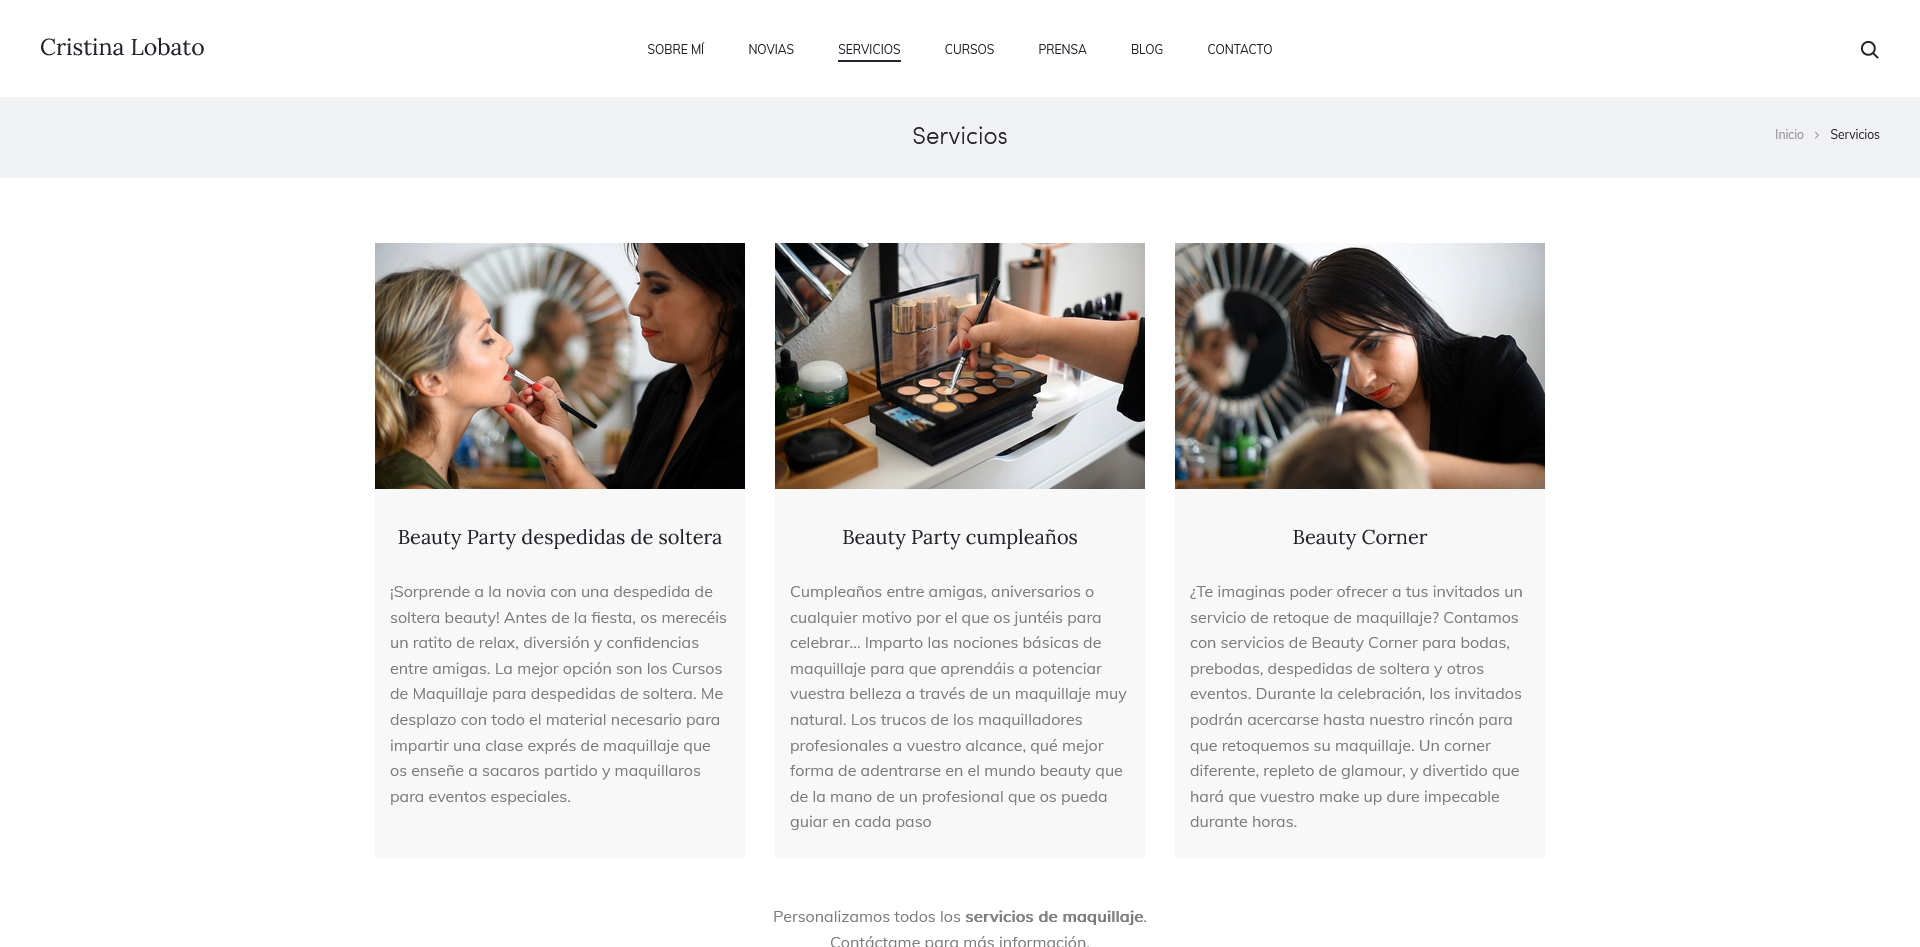 Cristina Lobato
SOBRE MÍ
NOVIAS
SERVICIOS
CURSOS
PRENSA
BLOG
CONTACTO
Servicios
Inicio > Servicios
Beauty Party despedidas de soltera
¡Sorprende a la novia con una despedida de
soltera beauty! Antes de la fiesta, os merecéis
un ratito de relax, diversión y confidencias
entre amigas. La mejor opción son los Cursos
de Maquillaje para despedidas de soltera. Me
desplazo con todo el material necesario para
impartir una clase exprés de maquillaje que
os enseñe a sacaros partido y maquillaros
para eventos especiales.
Beauty Party cumpleaños
Cumpleaños entre amigas, aniversarios o
cualquier motivo por el que os juntéis para
celebrar... Imparto las nociones básicas de
maquillaje para que aprendáis a potenciar
vuestra belleza a través de un maquillaje muy
natural. Los trucos de los maquilladores
profesionales a vuestro alcance, qué mejor
forma de adentrarse en el mundo beauty que
de la mano de un profesional que os pueda
guiar en cada paso
Beauty Corner
¿Te imaginas poder ofrecer a tus invitados un
servicio de retoque de maquillaje? Contamos
con servicios de Beauty Corner para bodas,
prebodas, despedidas de soltera y otros
eventos. Durante la celebración, los invitados
podrán acercarse hasta nuestro rincón para
que retoquemos su maquillaje. Un corner
diferente, repleto de glamour, y divertido que
hará que vuestro make up dure impecable
durante horas.
Personalizamos todos los servicios de maquillaje.
Contáctame para más información.